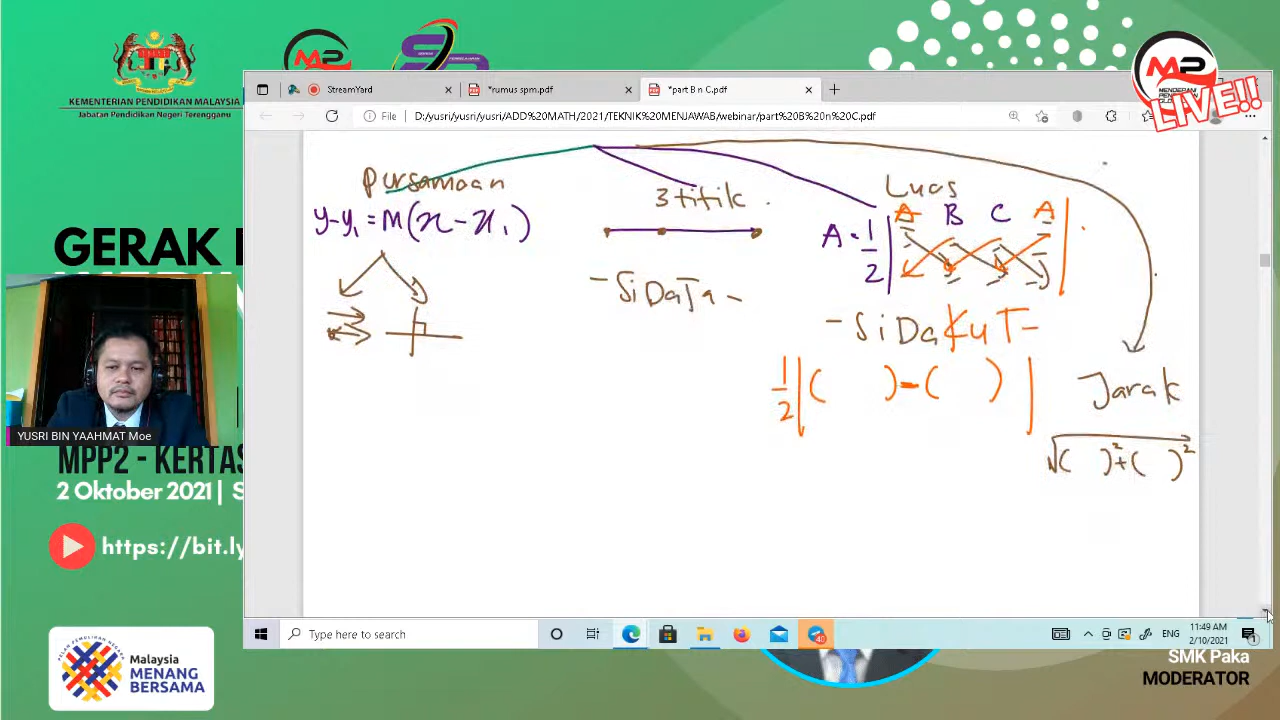 KEMENTERIAN PENDIDIKAN MALAYSIA
Jabatan Pendidikan Negeri Terengganu
MP
MP
LIVE!!
StreamYard
*rumus spm.pdf
*part B n C.pdf
File
D:/yusri/yusri/yusri/ADD%20MATH/2021/TEKNIK%20MENJAWAB/webinar/part%20B%20n%20C.pdf
Persamaan
y-y₁ = M(x-x₁)
3 titik
-SiDaTa-
Luas
A B C A
A = 1/2 | |
-SiDaKuT-
1/2 |( ) - ( )|
Jarak
√( )² + ( )²
GERAK
YUSRI BIN YAAHMAT Moe
MPP2 - KERTAS
2 Oktober 2021 | S
https://bit.ly
Type here to search
ENG
11:49 AM
2/10/2021
Malaysia
MENANG
BERSAMA
SMK Paka
MODERATOR